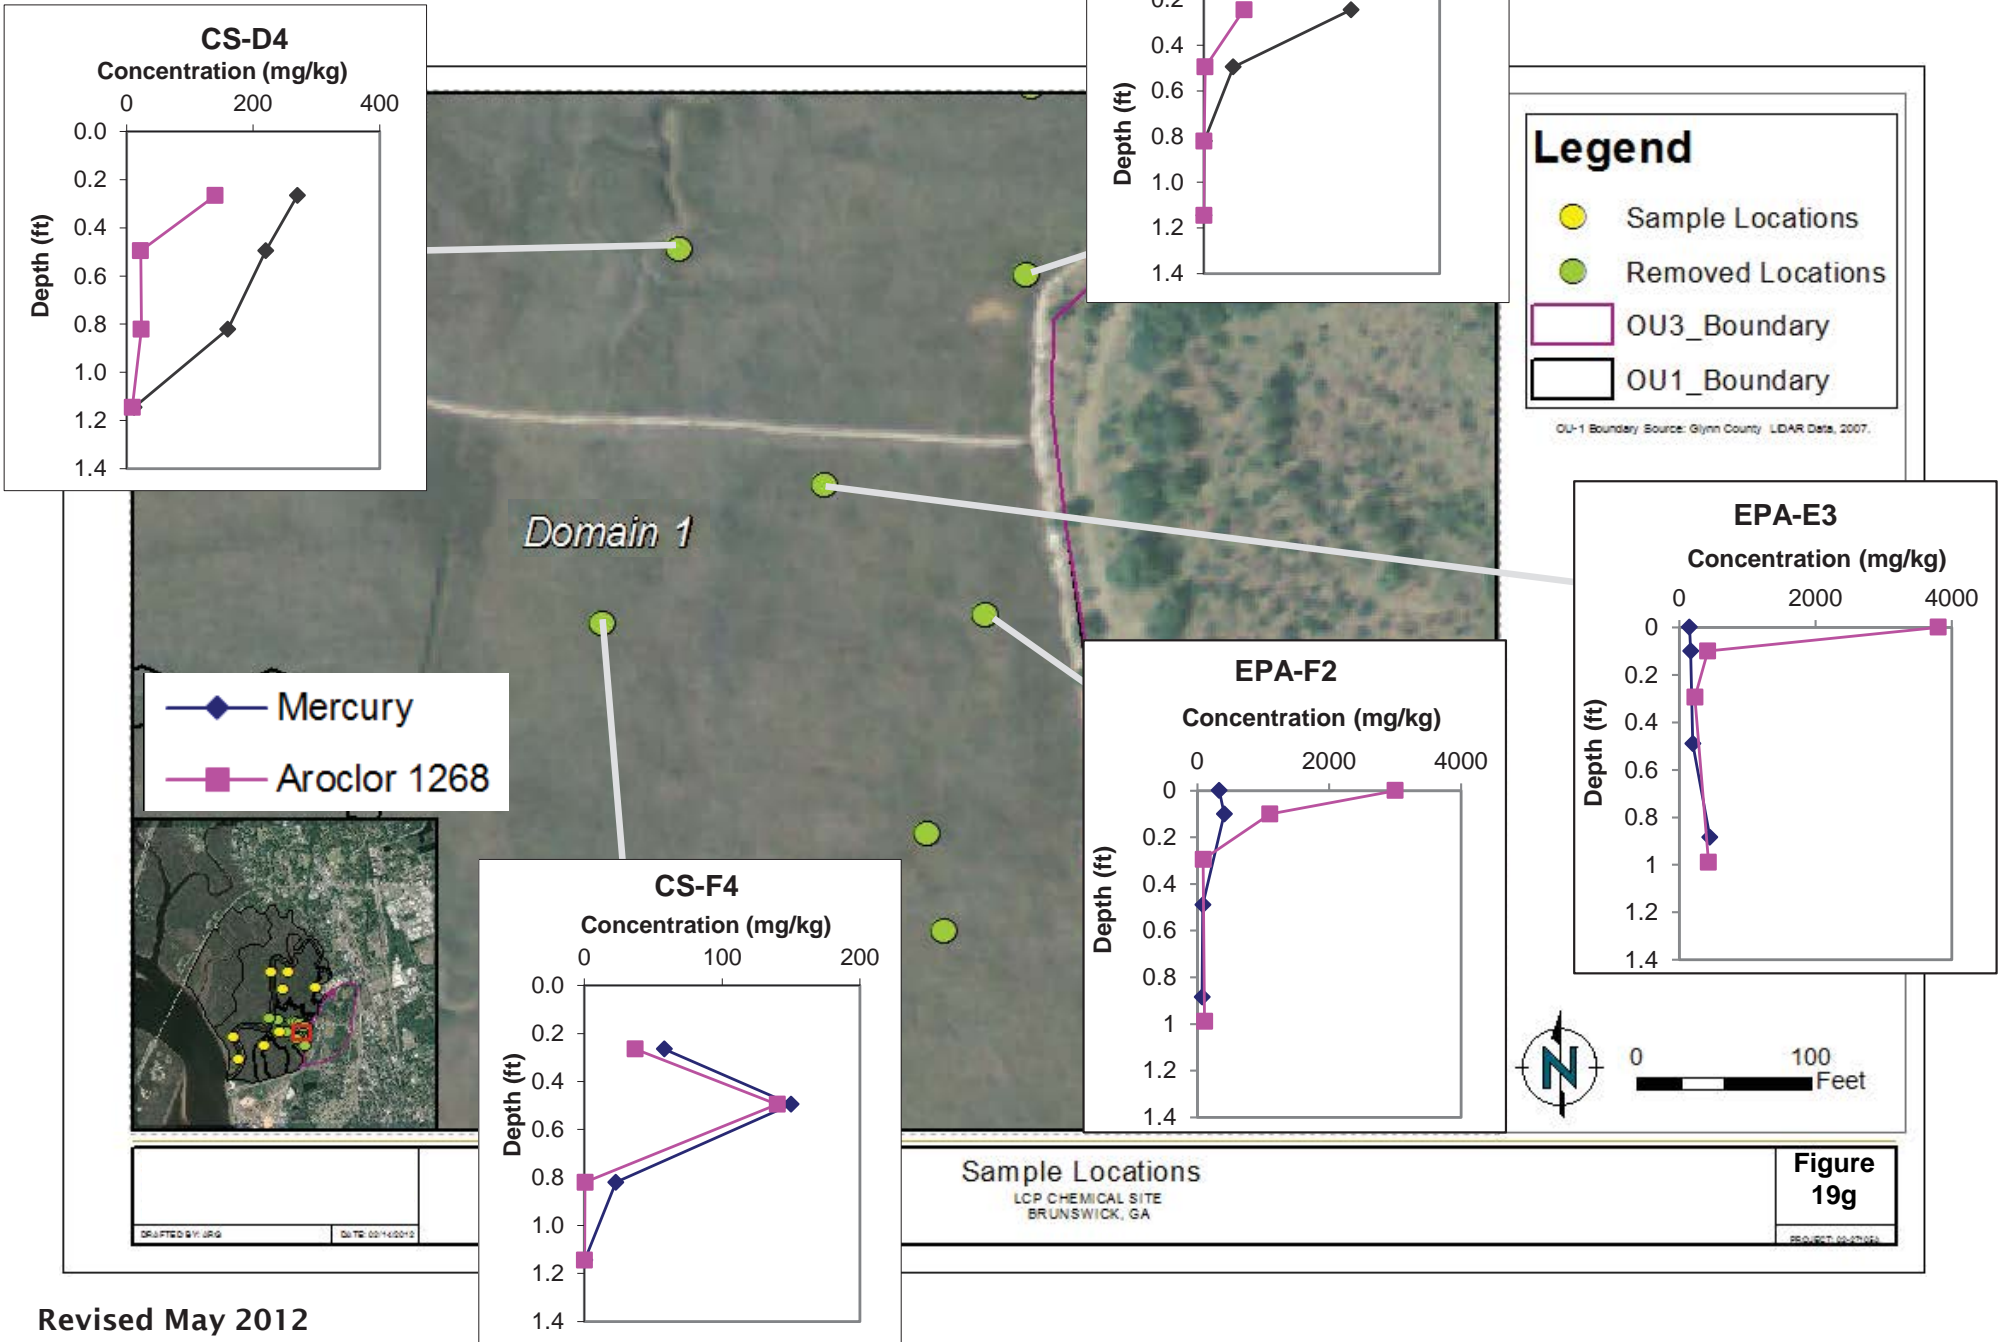 CS-D4
Concentration (mg/kg)
0 200 400
0.0
0.2
0.4
0.6
0.8
1.0
1.2
1.4
Depth (ft)
0.2
0.4
0.6
0.8
1.0
1.2
1.4
Depth (ft)
Legend
Sample Locations
Removed Locations
OU3_Boundary
OU1_Boundary
OU-1 Boundary Source: Glynn County LIDAR Data, 2007.
Domain 1
EPA-E3
Concentration (mg/kg)
0 2000 4000
0
0.2
0.4
0.6
0.8
1
1.2
1.4
Depth (ft)
Mercury
Aroclor 1268
EPA-F2
Concentration (mg/kg)
0 2000 4000
0
0.2
0.4
0.6
0.8
1
1.2
1.4
Depth (ft)
CS-F4
Concentration (mg/kg)
0 100 200
0.0
0.2
0.4
0.6
0.8
1.0
1.2
1.4
Depth (ft)
N
0 100
Feet
Sample Locations
LCP CHEMICAL SITE
BRUNSWICK, GA
Figure
19g
DRAFTED BY: ARG
DATE: 02/14/2012
Revised May 2012